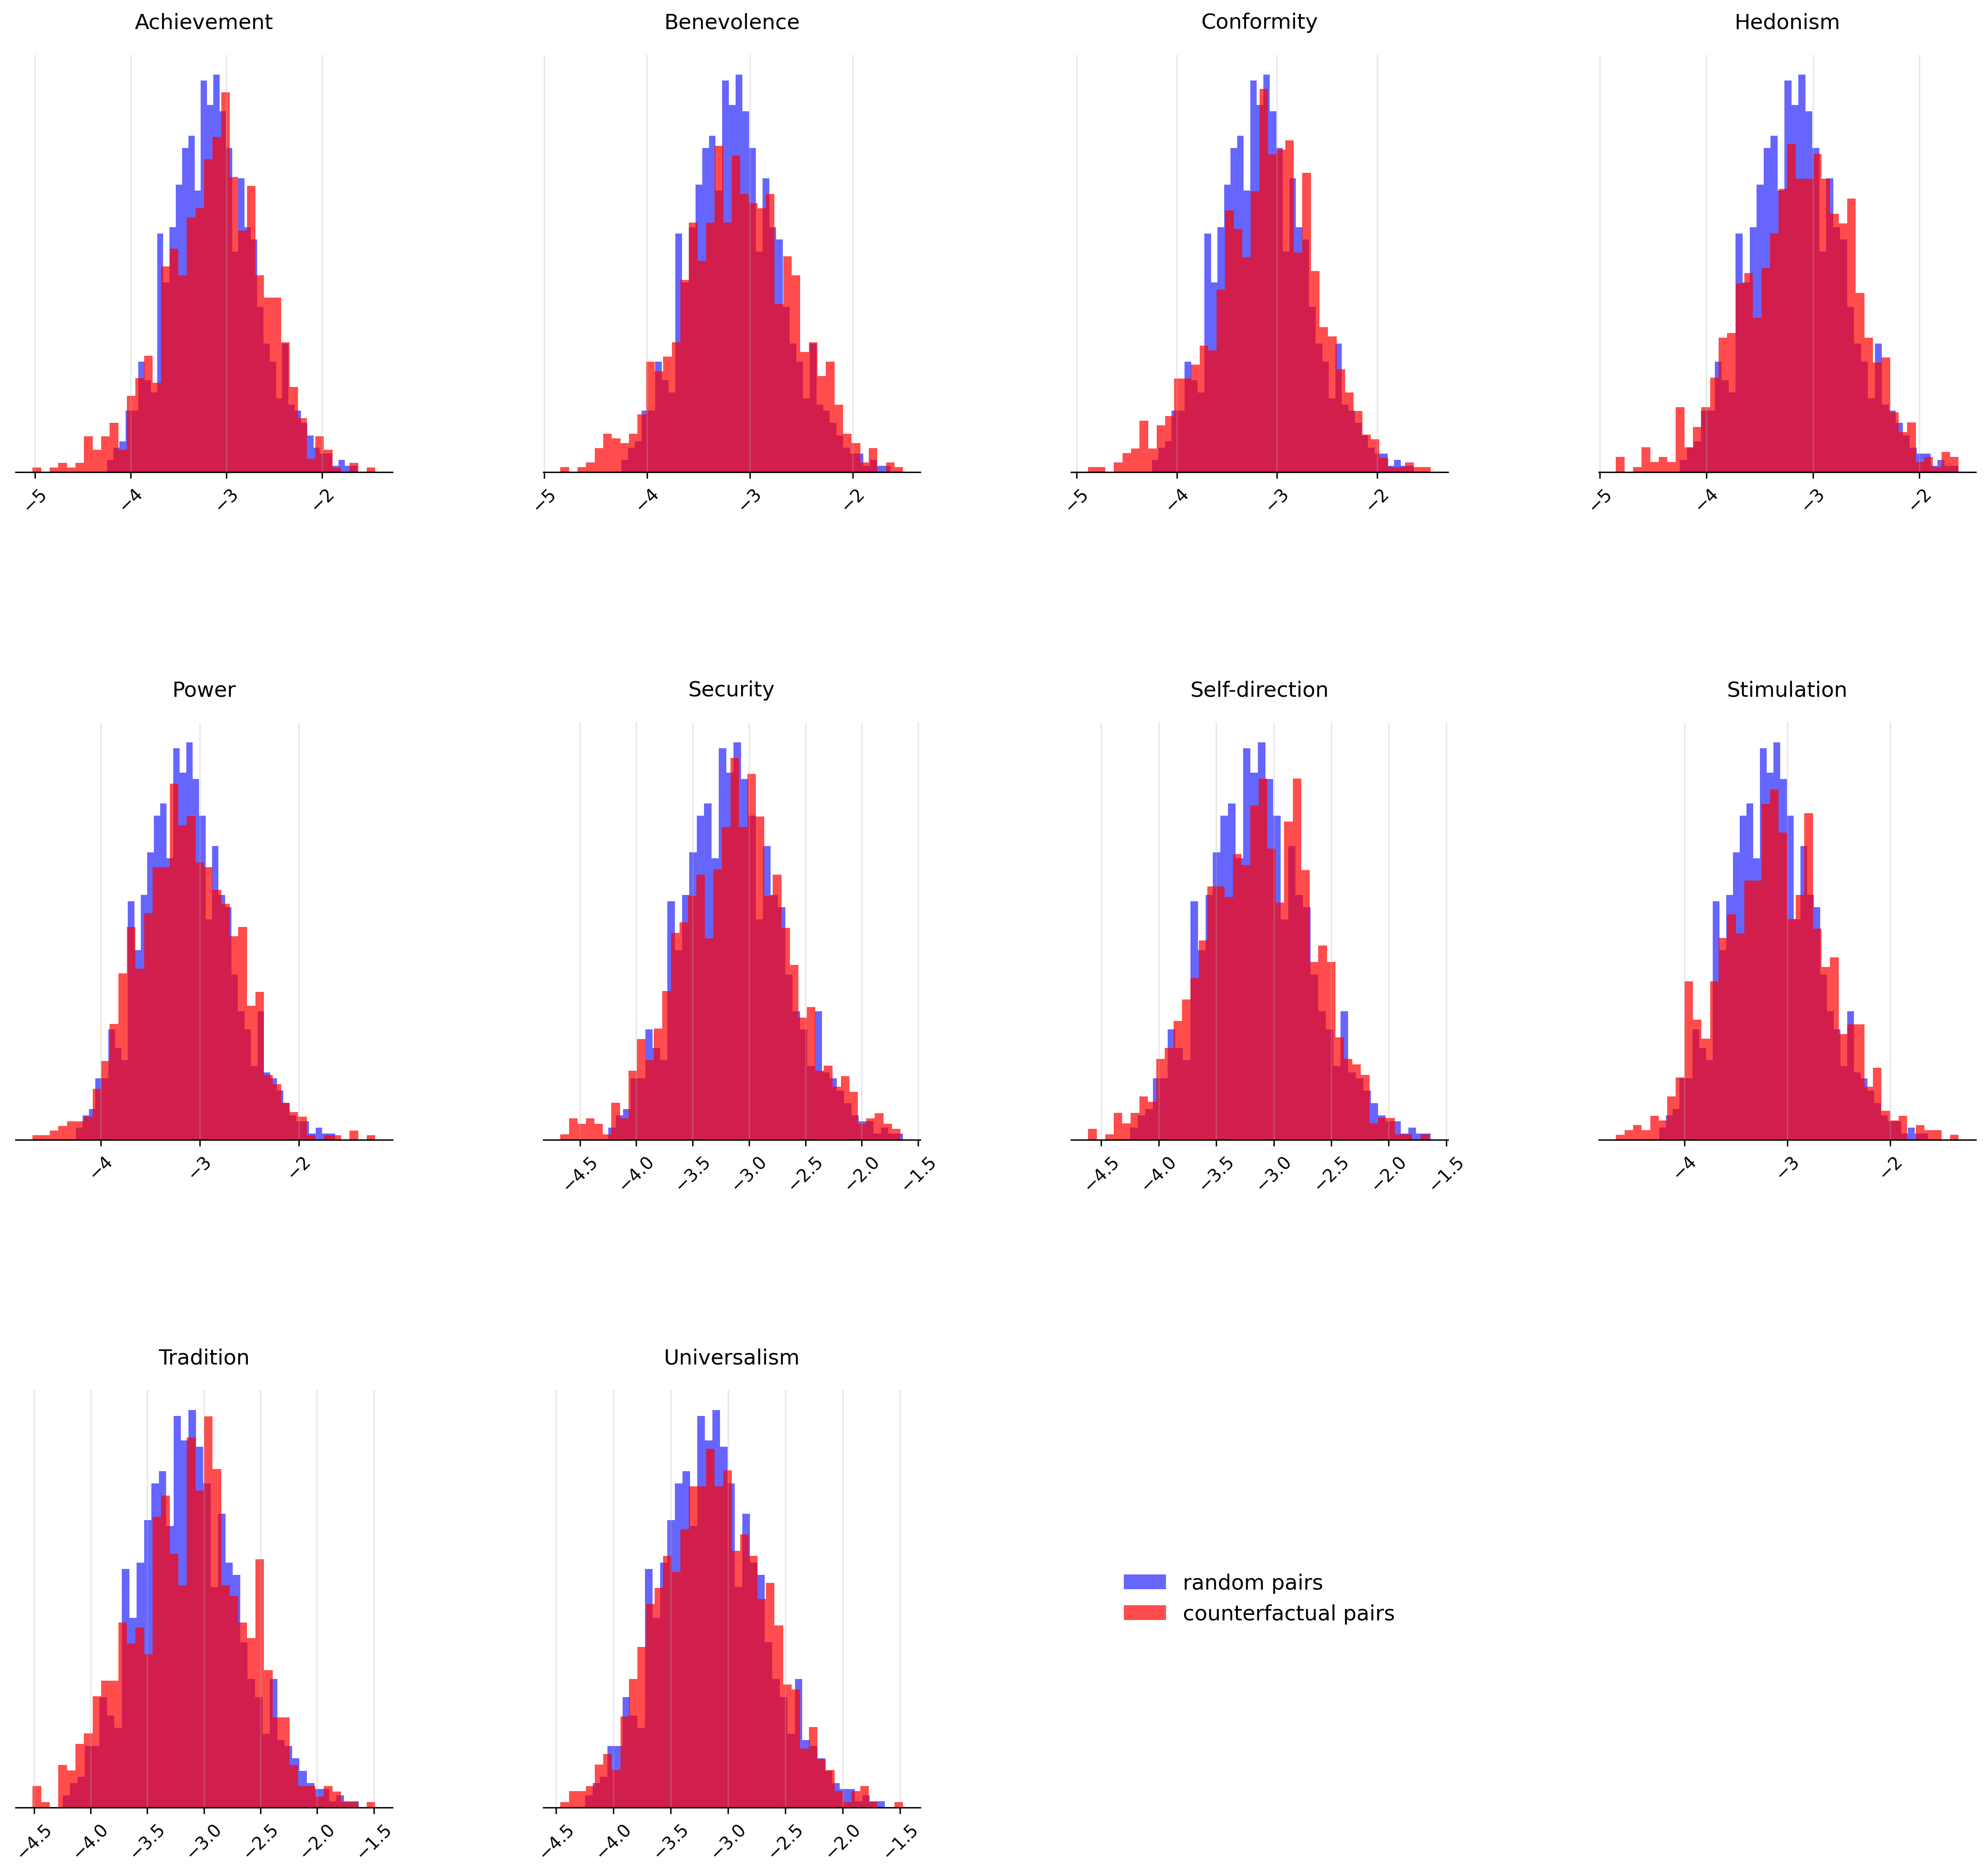 Achievement Benevolence Conformity Hedonism
−5 −4 −3 −2 −5 −4 −3 −2 −5 −4 −3 −2 −5 −4 −3 −2
Power Security Self-direction Stimulation
−4 −3 −2 −4.5 −4.0 −3.5 −3.0 −2.5 −2.0 −1.5 −4.5 −4.0 −3.5 −3.0 −2.5 −2.0 −1.5 −4 −3 −2
Tradition Universalism
random pairs
counterfactual pairs
−4.5 −4.0 −3.5 −3.0 −2.5 −2.0 −1.5 −4.5 −4.0 −3.5 −3.0 −2.5 −2.0 −1.5